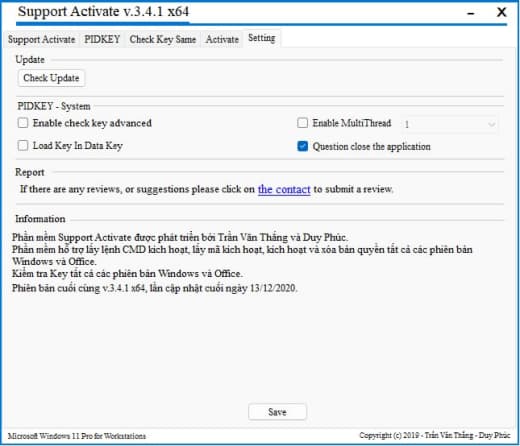 Support Activate v.3.4.1 x64
Support Activate PIDKEY Check Key Same Activate Setting
Update
Check Update
PIDKEY - System
Enable check key advanced Enable MultiThread 1
Load Key In Data Key Question close the application
Report
If there are any reviews, or suggestions please click on the contact to submit a review.
Information
Phần mềm Support Activate được phát triển bởi Trần Văn Thắng và Duy Phúc.
Phần mềm hỗ trợ lấy lệnh CMD kích hoạt, lấy mã kích hoạt, kích hoạt và xóa bản quyền tất cả các phiên bản
Windows và Office.
Kiểm tra Key tất cả các phiên bản Windows và Office.
Phiên bản cuối cùng v.3.4.1 x64, lần cập nhật cuối ngày 13/12/2020.
Save
Microsoft Windows 11 Pro for Workstations Copyright (c) 2019 - Trần Văn Thắng - Duy Phúc